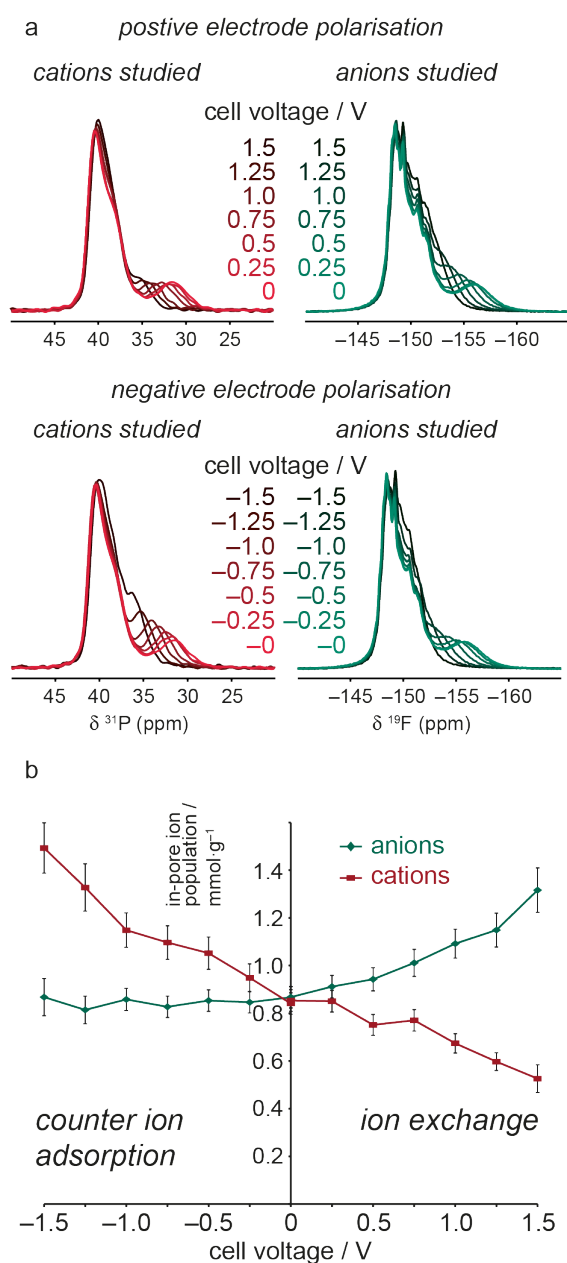 a
postive electrode polarisation
cations studied
anions studied
cell voltage / V
1.5 1.5
1.25 1.25
1.0 1.0
0.75 0.75
0.5 0.5
0.25 0.25
0 0
45 40 35 30 25
–145 –150 –155 –160
negative electrode polarisation
cations studied
anions studied
cell voltage / V
–1.5 –1.5
–1.25 –1.25
–1.0 –1.0
–0.75 –0.75
–0.5 –0.5
–0.25 –0.25
–0 –0
45 40 35 30 25
–145 –150 –155 –160
δ ³¹P (ppm)
δ ¹⁹F (ppm)
b
in-pore ion
population /
mmol·g⁻¹
anions
cations
1.4
1.2
1.0
0.8
0.6
0.4
0.2
counter ion
adsorption
ion exchange
–1.5 –1.0 –0.5 0 0.5 1.0 1.5
cell voltage / V